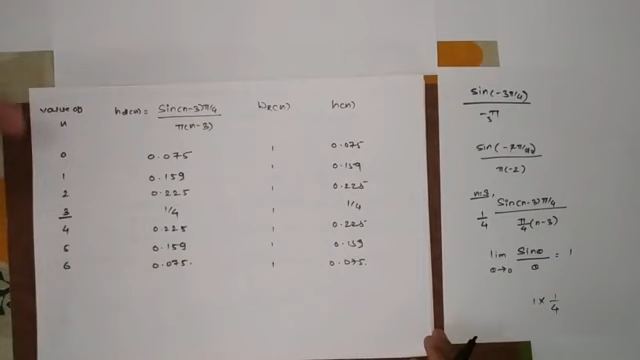 value of n hd(n) = Sin(n-3)π/4 / π(n-3) WR(n) h(n)
0 0.075 1 0.075
1 0.159 1 0.159
2 0.225 1 0.225
3 1/4 1 1/4
4 0.225 1 0.225
5 0.159 1 0.159
6 0.075. 1 0.075.
sin(-3π/4) / -3π
sin(-2π/4) / π(-2)
n=3,
1/4 Sin(n-3)π/4 / π/4 (n-3)
lim θ→0 Sinθ / θ = 1
1 x 1/4